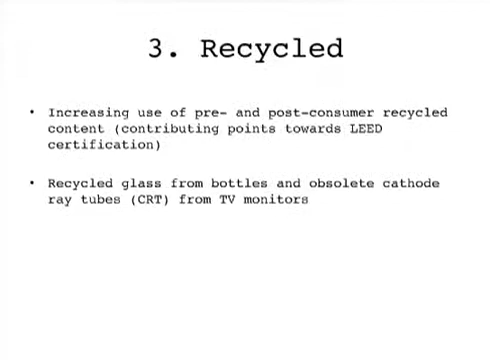 3. Recycled
• Increasing use of pre- and post-consumer recycled
content (contributing points towards LEED
certification)
• Recycled glass from bottles and obsolete cathode
ray tubes (CRT) from TV monitors